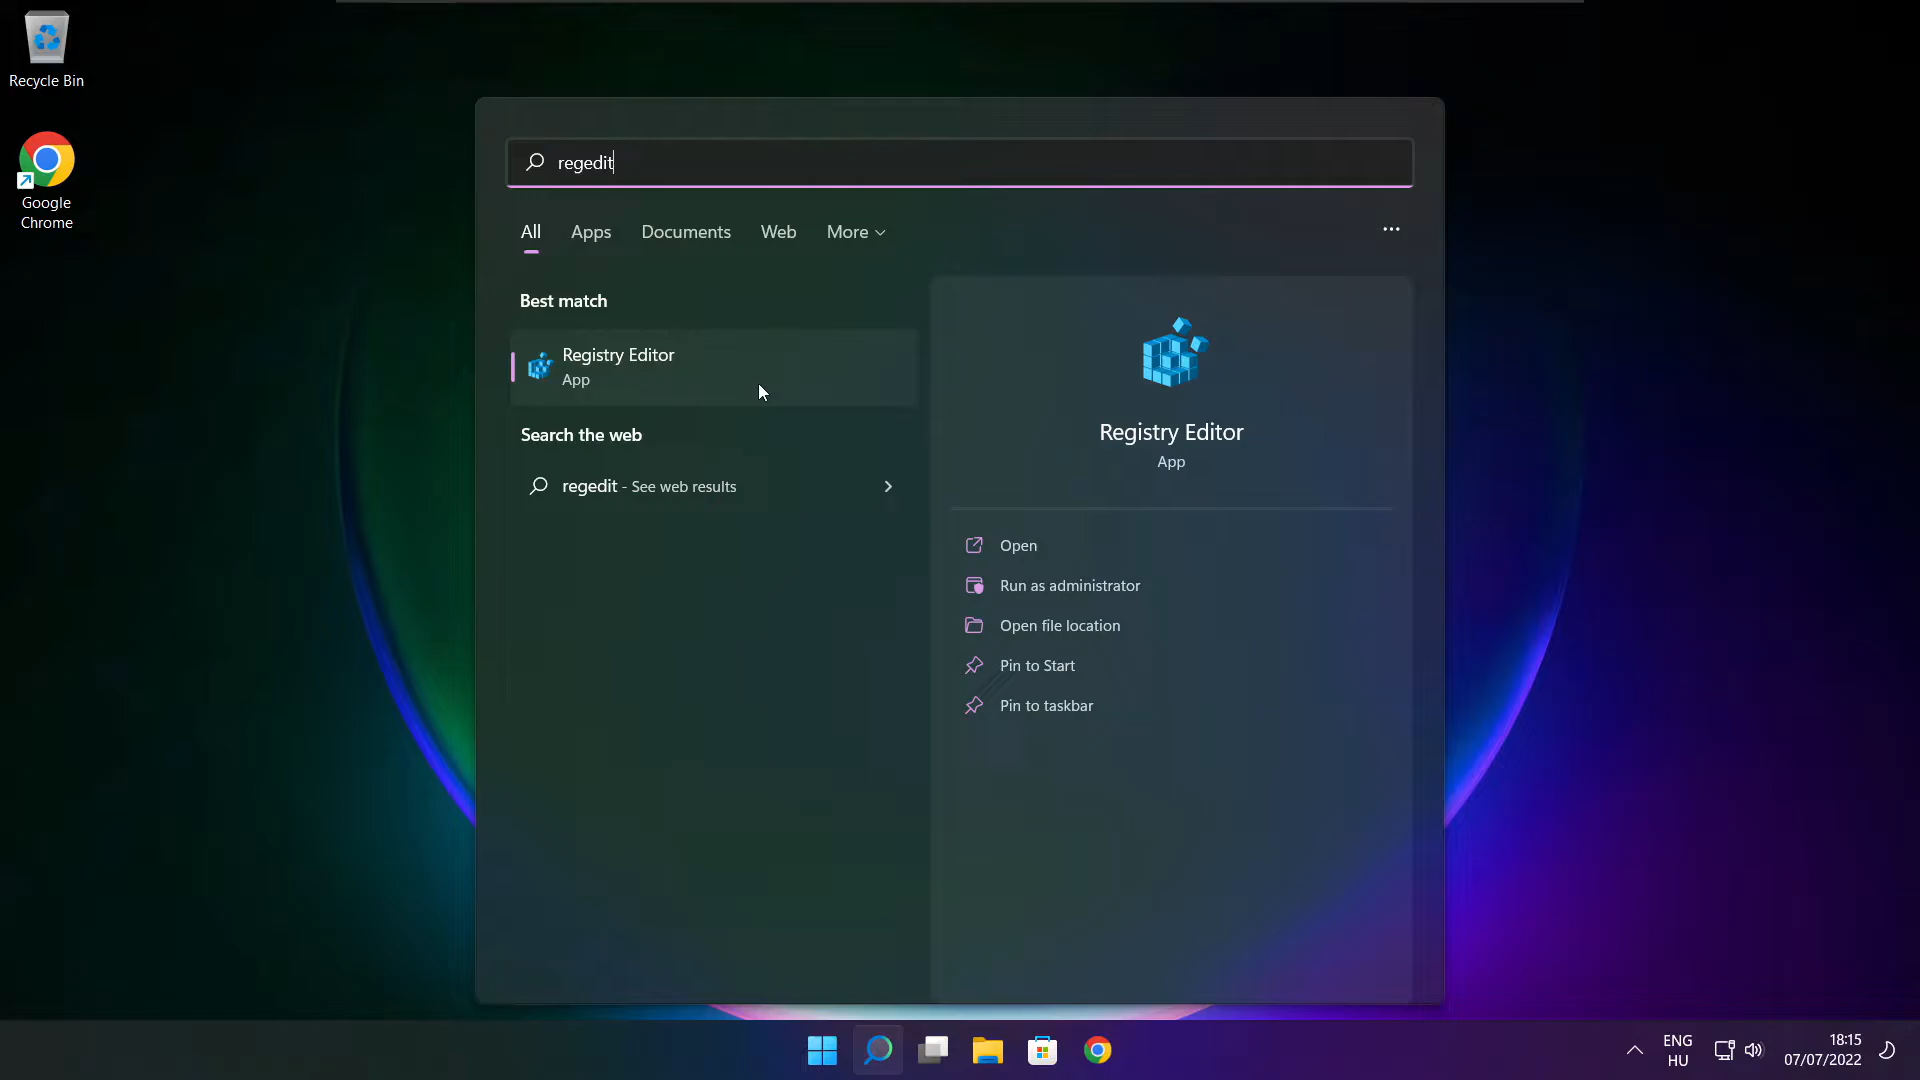 Recycle Bin
Google
Chrome
regedit
All Apps Documents Web More
Best match
Registry Editor
App
Search the web
regedit - See web results
Registry Editor
App
Open
Run as administrator
Open file location
Pin to Start
Pin to taskbar
ENG
HU
18:15
07/07/2022